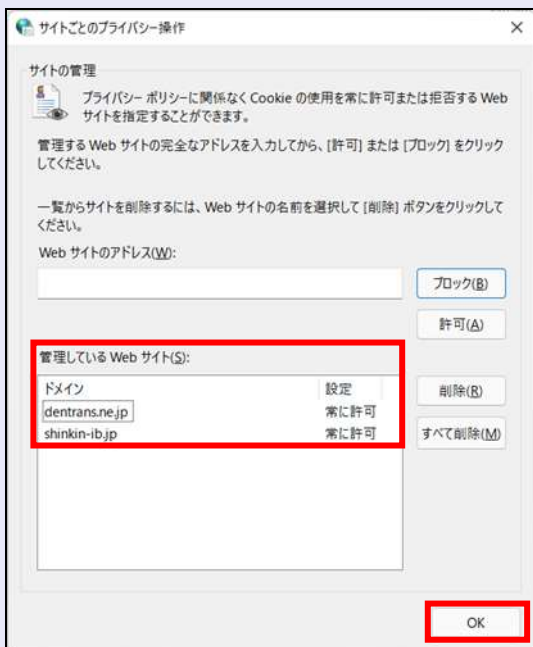 サイトごとのプライバシー操作
サイトの管理
プライバシー ポリシーに関係なく Cookie の使用を常に許可または拒否する Web
サイトを指定することができます。
管理する Web サイトの完全なアドレスを入力してから、[許可] または [ブロック] をクリック
してください。
一覧からサイトを削除するには、Web サイトの名前を選択して [削除] ボタンをクリックして
ください。
Web サイトのアドレス(W):
ブロック(B)
許可(A)
管理している Web サイト(S):
ドメイン 設定
dentrans.ne.jp 常に許可
shinkin-ib.jp 常に許可
削除(R)
すべて削除(M)
OK